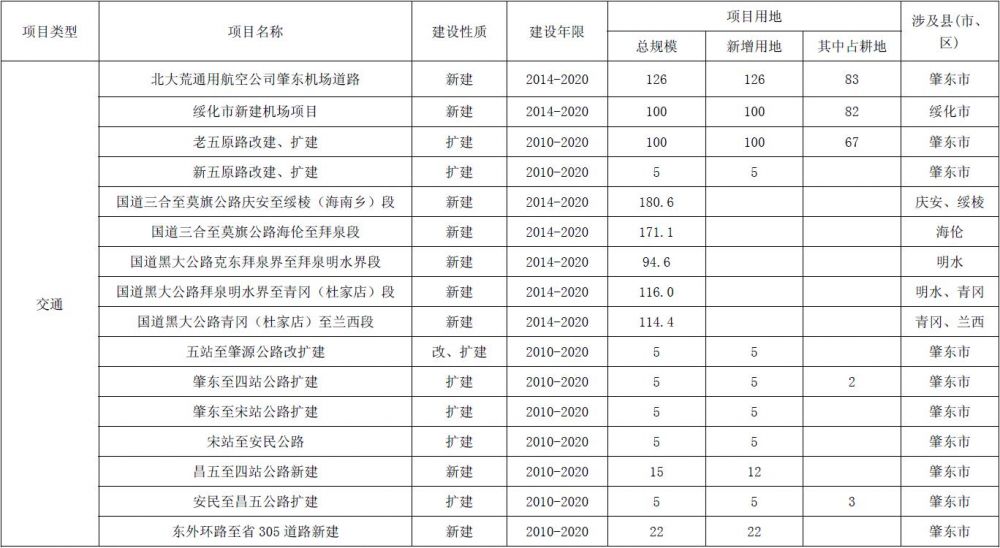 项目类型 项目名称 建设性质 建设年限 项目用地 涉及县(市、区)
总规模 新增用地 其中占耕地
交通
北大荒通用航空公司肇东机场道路 新建 2014-2020 126 126 83 肇东市
绥化市新建机场项目 新建 2014-2020 100 100 82 绥化市
老五原路改建、扩建 扩建 2010-2020 100 100 67 肇东市
新五原路改建、扩建 扩建 2010-2020 5 5 肇东市
国道三合至莫旗公路庆安至绥棱（海南乡）段 新建 2014-2020 180.6 庆安、绥棱
国道三合至莫旗公路海伦至拜泉段 新建 2014-2020 171.1 海伦
国道黑大公路克东拜泉界至拜泉明水界段 新建 2014-2020 94.6 明水
国道黑大公路拜泉明水界至青冈（杜家店）段 新建 2014-2020 116.0 明水、青冈
国道黑大公路青冈（杜家店）至兰西段 新建 2014-2020 114.4 青冈、兰西
五站至肇源公路改扩建 改、扩建 2010-2020 5 5 肇东市
肇东至四站公路扩建 扩建 2010-2020 5 5 2 肇东市
肇东至宋站公路扩建 扩建 2010-2020 5 5 肇东市
宋站至安民公路 扩建 2010-2020 5 5 肇东市
昌五至四站公路新建 新建 2010-2020 15 12 肇东市
安民至昌五公路扩建 扩建 2010-2020 5 5 3 肇东市
东外环路至省305道路新建 新建 2010-2020 22 22 肇东市